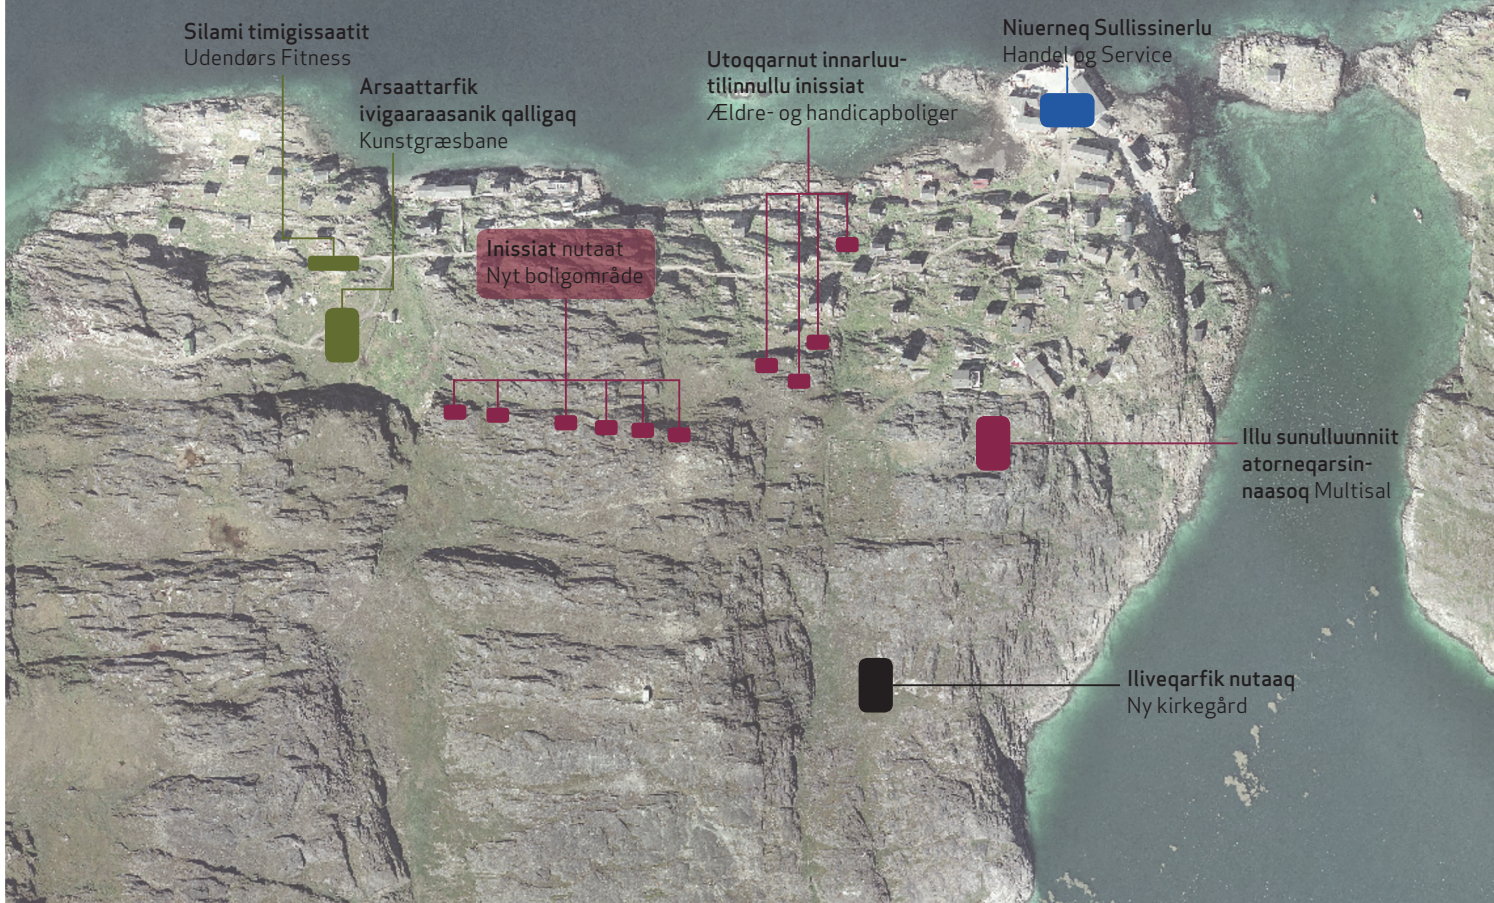 Silami timigissaatit
Udendørs Fitness
Arsaattarfik
ivigaaraasanik qalligaq
Kunstgræsbane
Utoqqarnut innarluu-
tilinnullu inissiat
Ældre- og handicapboliger
Niuerneq Sullissinerlu
Handel og Service
Inissiat nutaat
Nyt boligområde
Illu sunulluunniit
atorneqarsin-
naasoq Multisal
Iliveqarfik nutaaq
Ny kirkegård